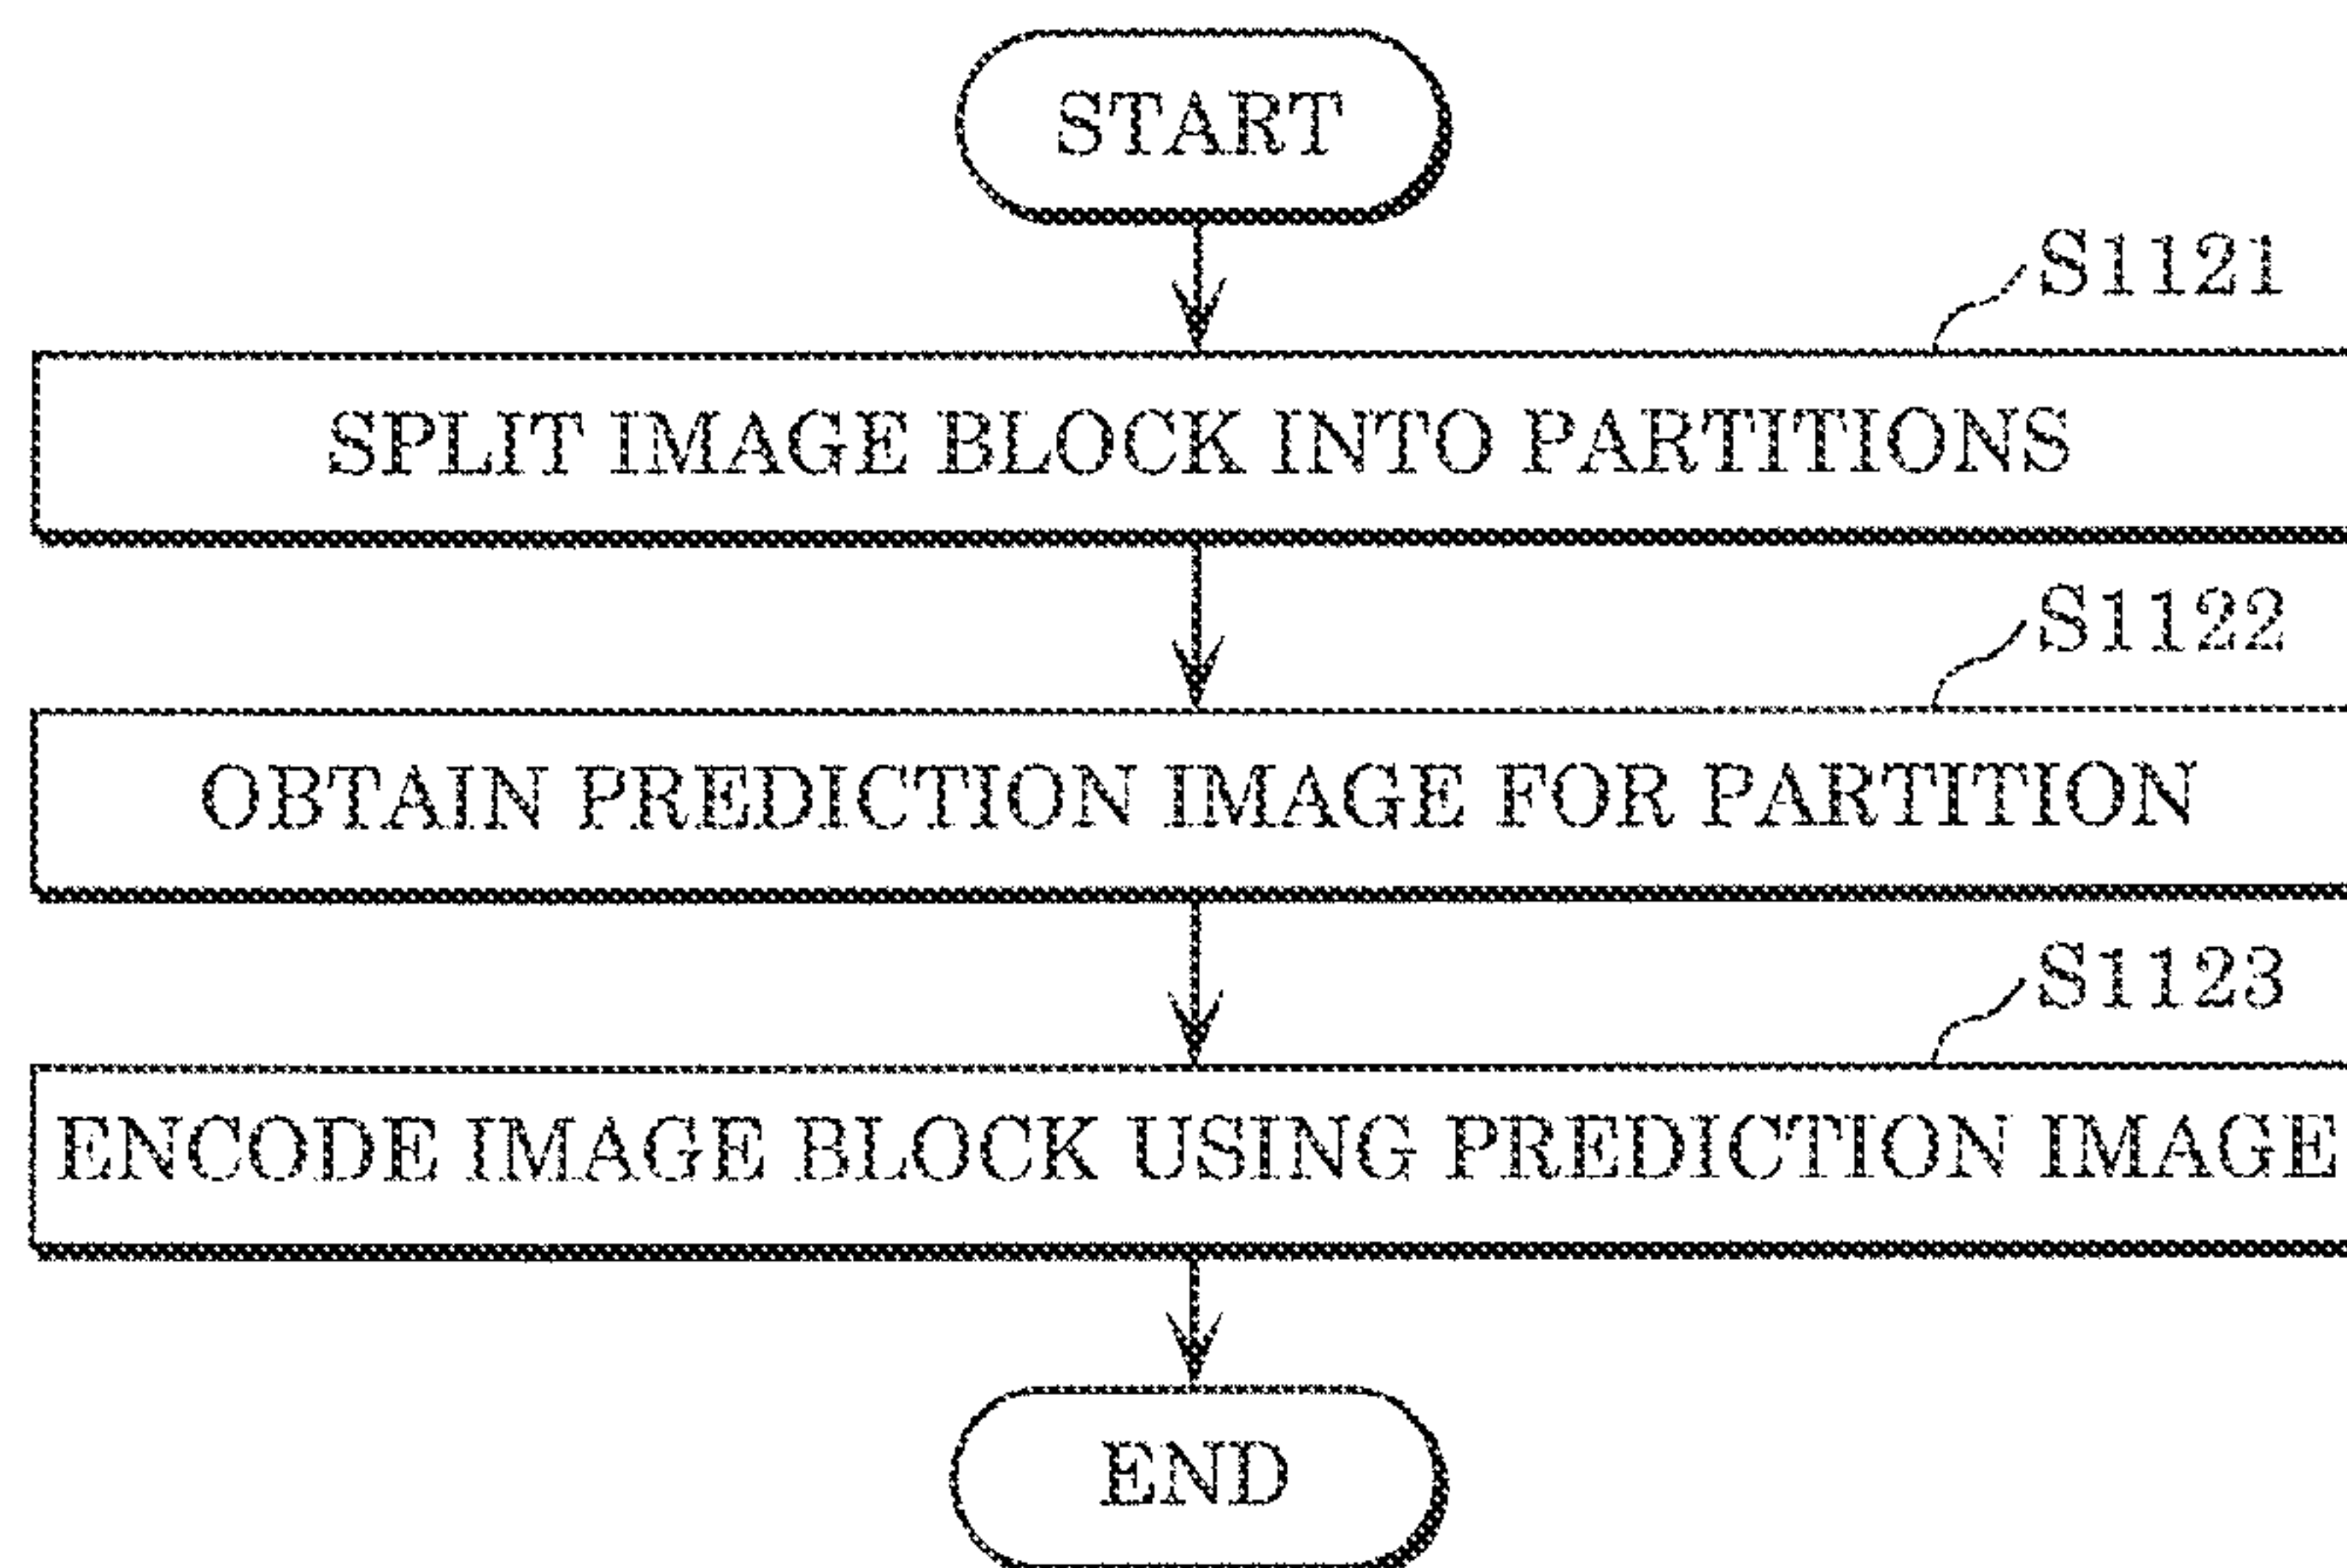 START
S1121
SPLIT IMAGE BLOCK INTO PARTITIONS
S1122
OBTAIN PREDICTION IMAGE FOR PARTITION
S1123
ENCODE IMAGE BLOCK USING PREDICTION IMAGE
END